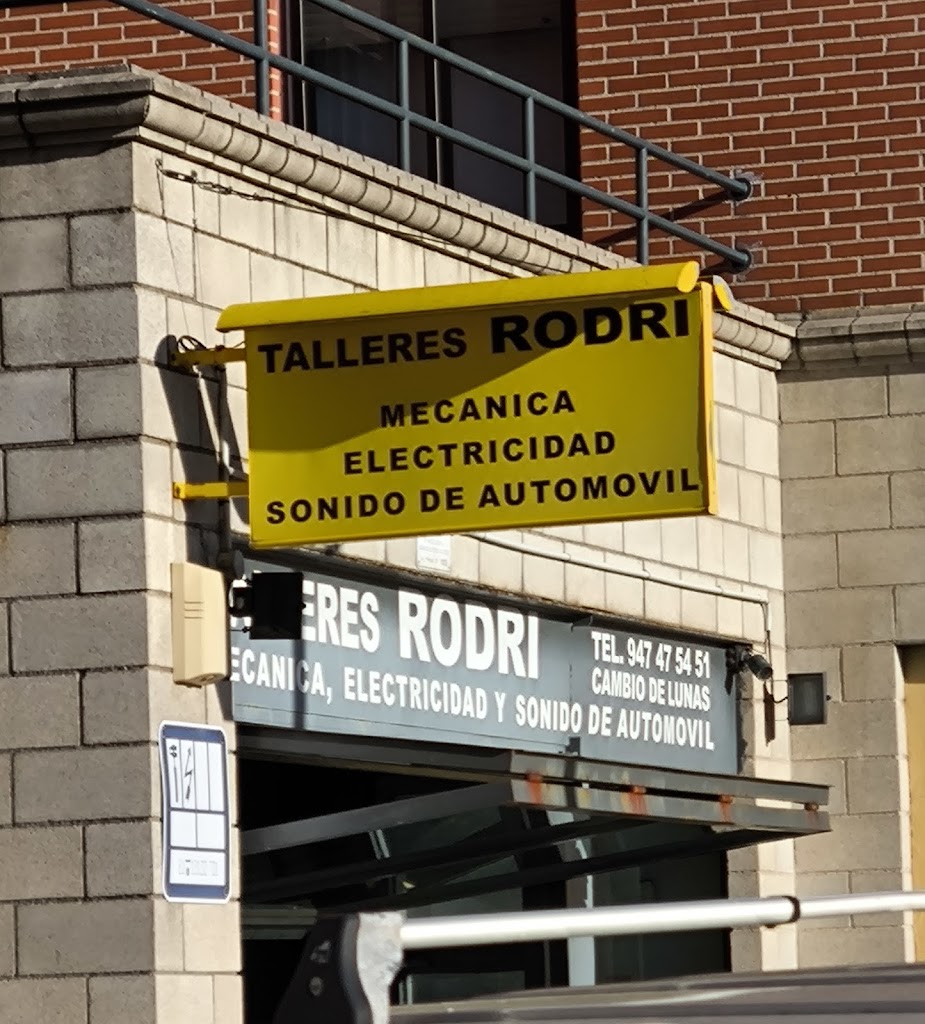 TALLERES RODRI
MECANICA
ELECTRICIDAD
SONIDO DE AUTOMOVIL
ERES RODRI
ECANICA, ELECTRICIDAD Y SONIDO DE AUTOMOVIL
TEL. 947 47 54 51
CAMBIO DE LUNAS